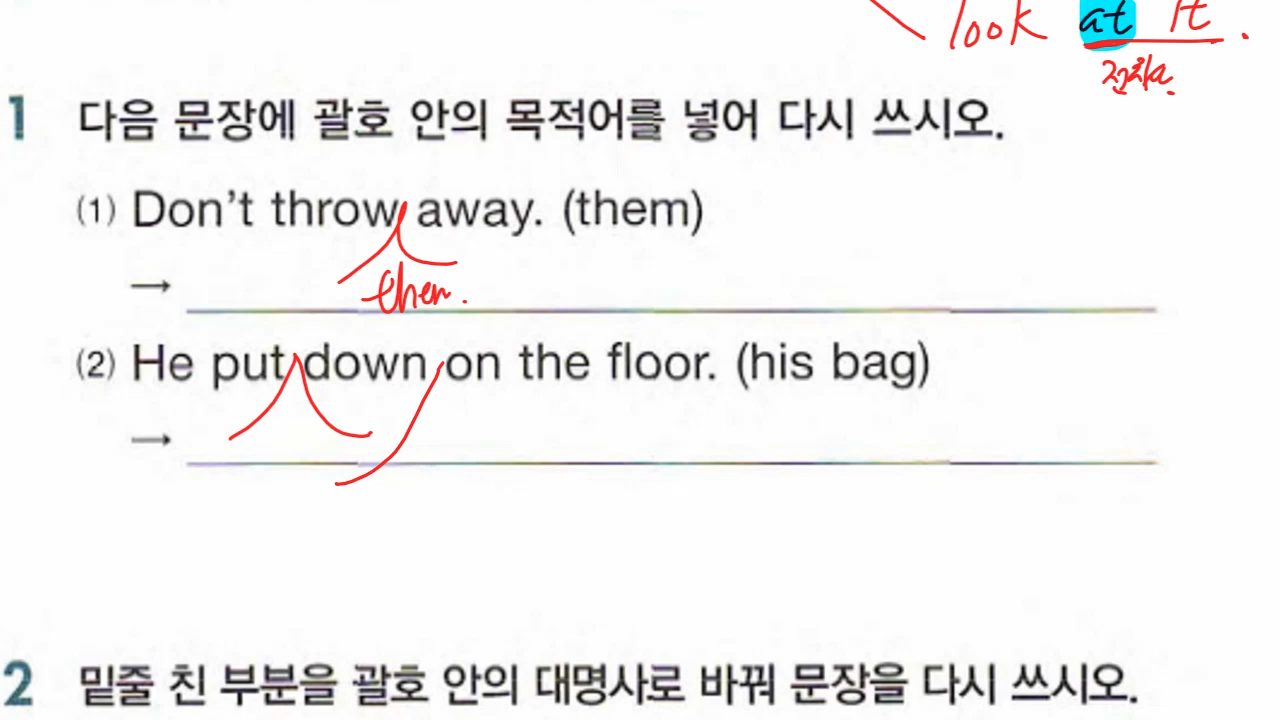 look at it.
전치사.
1 다음 문장에 괄호 안의 목적어를 넣어 다시 쓰시오.
(1) Don't throw away. (them)
→ them.
(2) He put down on the floor. (his bag)
→
2 밑줄 친 부분을 괄호 안의 대명사로 바꿔 문장을 다시 쓰시오.